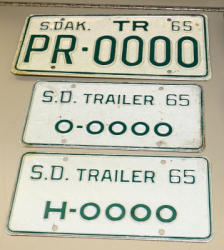 S.DAK. TR 65
PR-0000
S.D. TRAILER 65
O-0000
S.D. TRAILER 65
H-0000